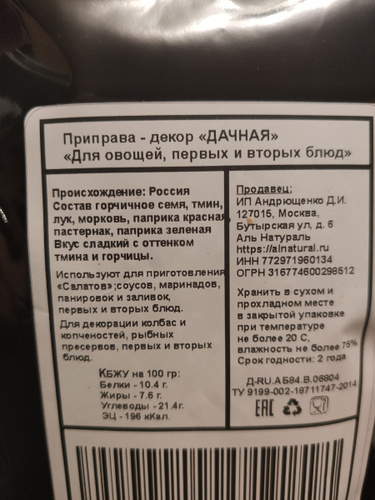 Приправа - декор «ДАЧНАЯ»
«Для овощей, первых и вторых блюд»
Происхождение: Россия
Состав горчичное семя, тмин,
лук, морковь, паприка красная,
пастернак, паприка зеленая
Вкус сладкий с оттенком
тмина и горчицы.
Используют для приготовления
«Салатов»;соусов, маринадов,
панировок и заливок,
первых и вторых блюд.
Для декорации колбас и
копченостей, рыбных
пресервов, первых и вторых
блюд.
КБЖУ на 100 гр:
Белки - 10.4 г.
Жиры - 7.6 г.
Углеводы - 21.4г.
ЭЦ - 196 кКал.
Продавец:
ИП Андрющенко Д.И.
127015, Москва,
Бутырская ул, д. 6
Аль Натураль
https://alnatural.ru
ИНН 772971960134
ОГРН 316774600298512
Хранить в сухом и
прохладном месте
в закрытой упаковке
при температуре
не более 20 С,
влажность не более 75%
Срок годности: 2 года
Д-RU.АБ84.В.06804
ТУ 9199-002-18711747-2014
EAC